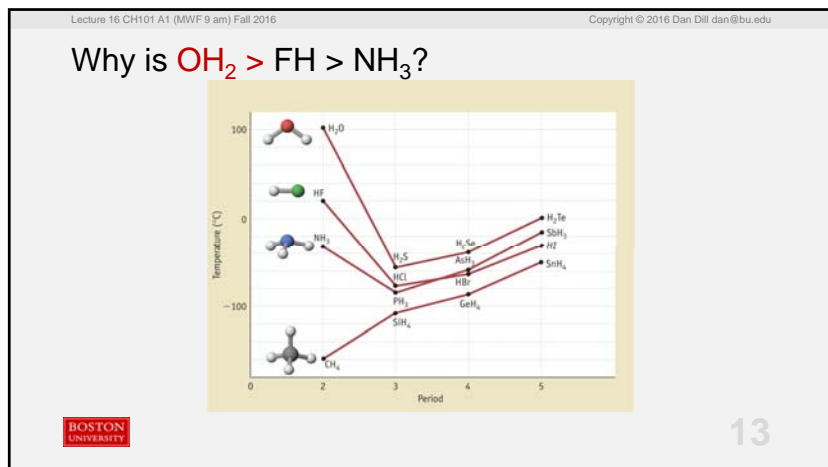 Lecture 16 CH101 A1 (MWF 9 am) Fall 2016 Copyright © 2016 Dan Dill dan@bu.edu
Why is OH₂ > FH > NH₃?
100
H₂O
HF
0
H₂Te
NH₃
SbH₃
H₂Se
HI
H₂S
AsH₃
SnH₄
HCl
HBr
PH₃
GeH₄
−100
SiH₄
CH₄
Temperature (°C)
0 2 3 4 5
Period
BOSTON
UNIVERSITY
13